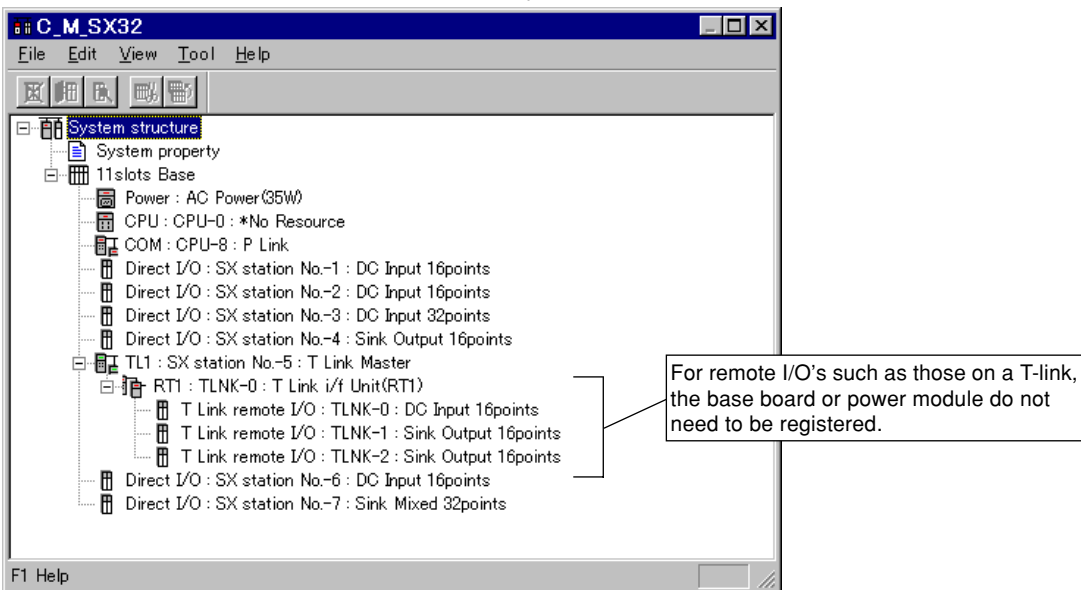 C_M_SX32
File Edit View Tool Help
System structure
System property
11slots Base
Power : AC Power(35W)
CPU : CPU-0 : *No Resource
COM : CPU-8 : P Link
Direct I/O : SX station No.-1 : DC Input 16points
Direct I/O : SX station No.-2 : DC Input 16points
Direct I/O : SX station No.-3 : DC Input 32points
Direct I/O : SX station No.-4 : Sink Output 16points
TL1 : SX station No.-5 : T Link Master
RT1 : TLNK-0 : T Link i/f Unit(RT1)
T Link remote I/O : TLNK-0 : DC Input 16points
T Link remote I/O : TLNK-1 : Sink Output 16points
T Link remote I/O : TLNK-2 : Sink Output 16points
Direct I/O : SX station No.-6 : DC Input 16points
Direct I/O : SX station No.-7 : Sink Mixed 32points
For remote I/O's such as those on a T-link,
the base board or power module do not
need to be registered.
F1 Help